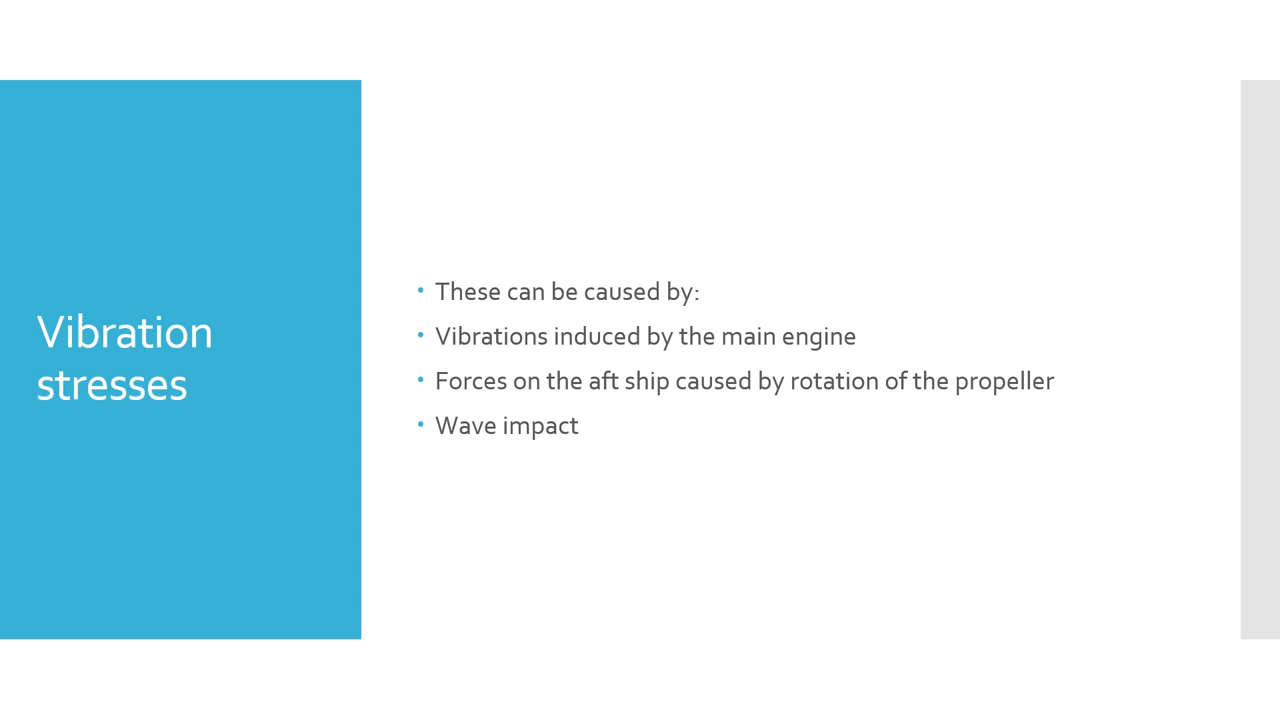 Vibration
stresses
• These can be caused by:
• Vibrations induced by the main engine
• Forces on the aft ship caused by rotation of the propeller
• Wave impact